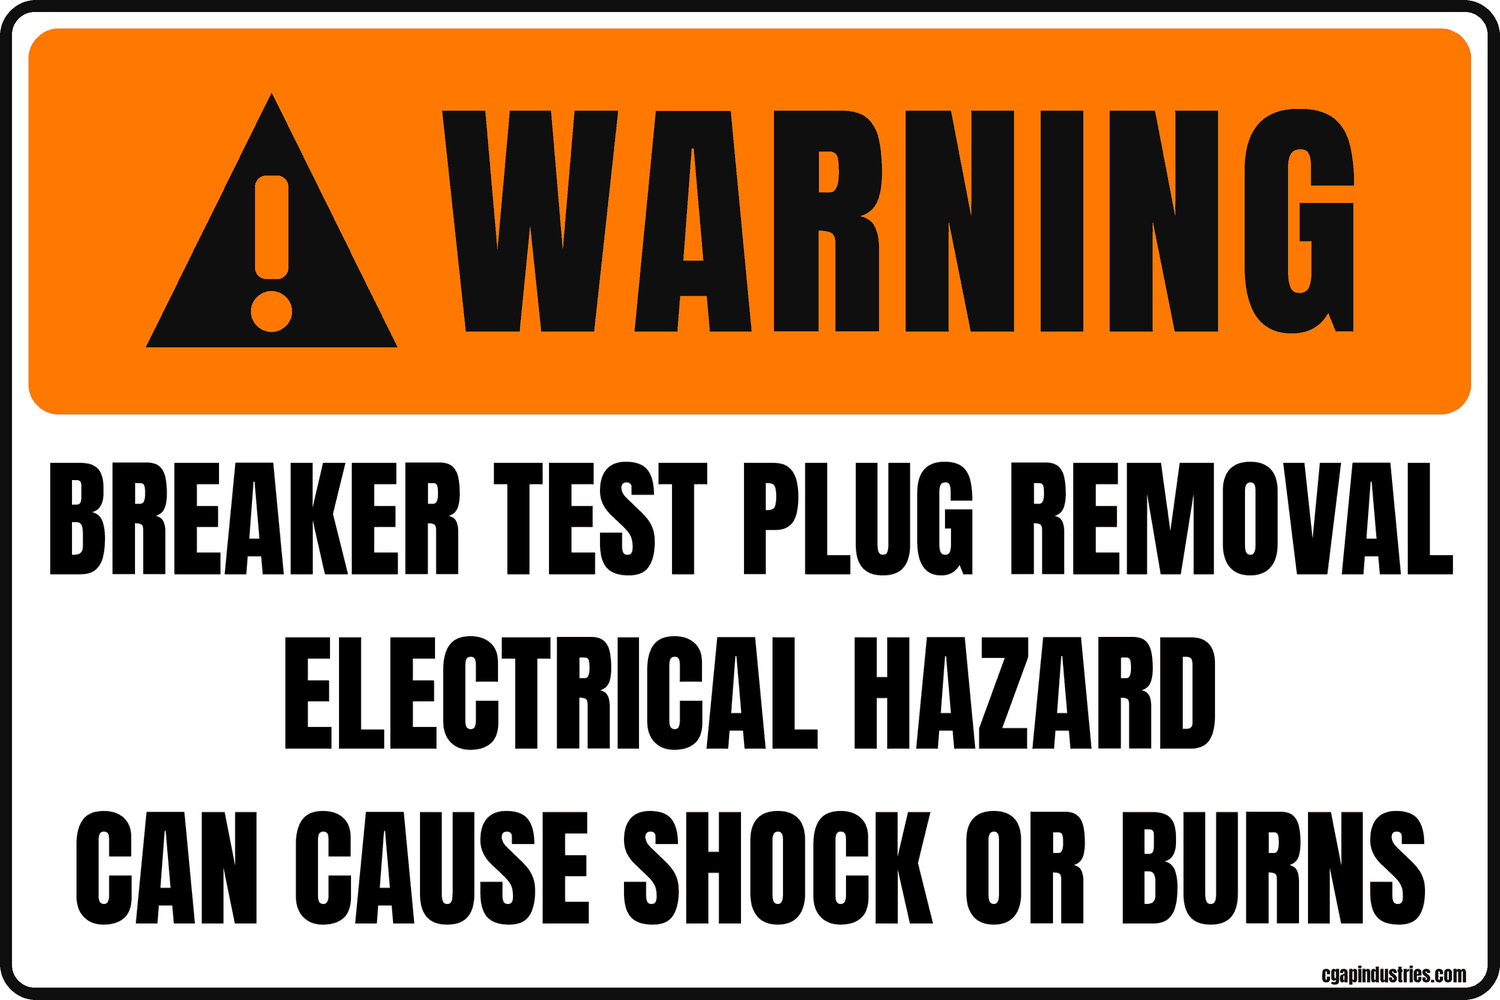 WARNING
BREAKER TEST PLUG REMOVAL
ELECTRICAL HAZARD
CAN CAUSE SHOCK OR BURNS
cgapindustries.com